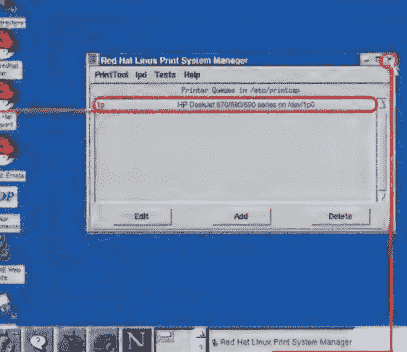 Red Hat Linux Print System Manager
PrintTool lpd Tests Help
Printer Queues in /etc/printcap
lp HP DeskJet 670/680/690 series on /dev/lp0
Edit Add Delete
Web
N
Red Hat Linux Print System Manager